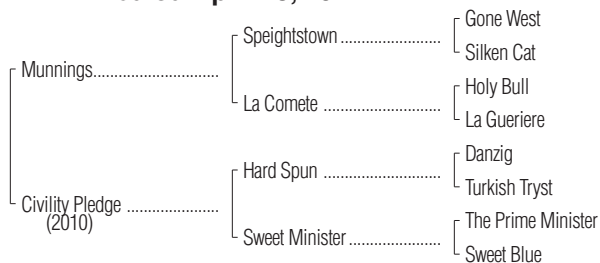 Gone West
Speightstown
Silken Cat
Munnings
Holy Bull
La Comete
La Gueriere
Danzig
Hard Spun
Turkish Tryst
Civility Pledge
(2010)
The Prime Minister
Sweet Minister
Sweet Blue